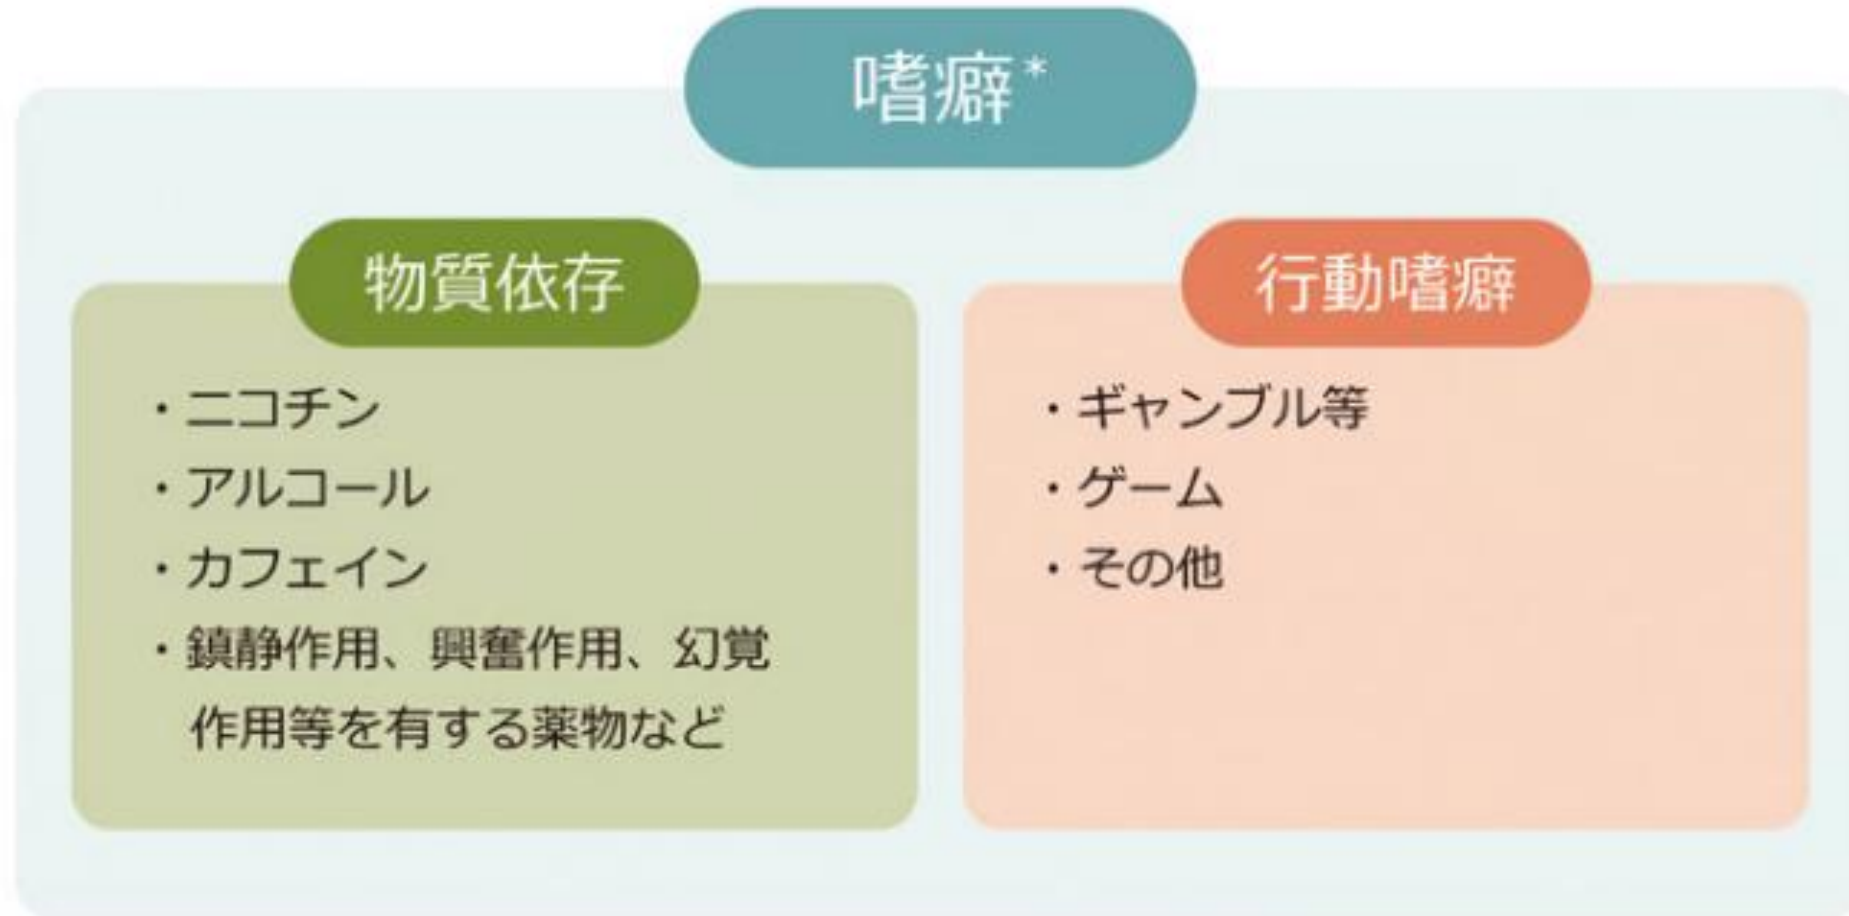 嗜癖*
物質依存
・ニコチン
・アルコール
・カフェイン
・鎮静作用、興奮作用、幻覚
作用等を有する薬物など
行動嗜癖
・ギャンブル等
・ゲーム
・その他